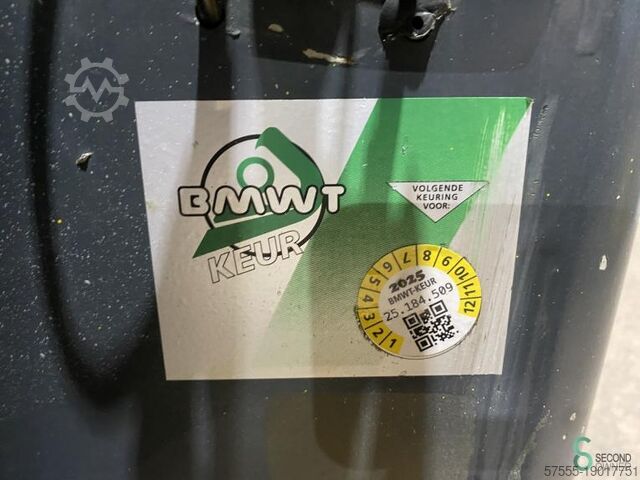 BMWT
KEUR
VOLGENDE
KEURING
VOOR:
1 2 3 4 5 6 7 8 9 10 11 12
2025
BMWT-KEUR
25.184.509
SECOND
OWNER
57555-19017751